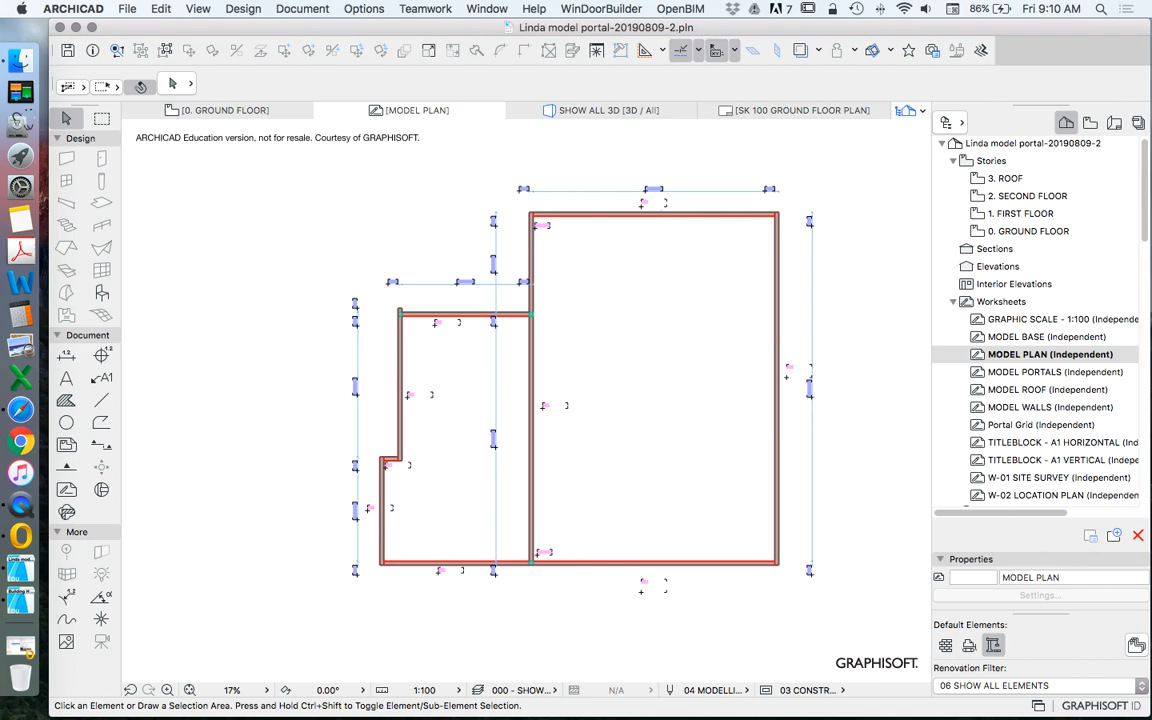 ARCHICAD File Edit View Design Document Options Teamwork Window WinDoorBuilder OpenBIM 7 86% Fri 9:10 AM
Linda model portal-20190809-2.pln
[0. GROUND FLOOR] [MODEL PLAN] SHOW ALL 3D [3D / All] [SK 100 GROUND FLOOR PLAN]
ARCHICAD Education version, not for resale. Courtesy of GRAPHISOFT.
Design
Document
1.2
A A1
More
Linda model portal-20190809-2
Stories
3. ROOF
2. SECOND FLOOR
1. FIRST FLOOR
0. GROUND FLOOR
Sections
Elevations
Interior Elevations
Worksheets
GRAPHIC SCALE - 1:100 (Independe
MODEL BASE (Independent)
MODEL PLAN (Independent)
MODEL PORTALS (Independent)
MODEL ROOF (Independent)
MODEL WALLS (Independent)
Portal Grid (Independent)
TITLEBLOCK - A1 HORIZONTAL (Ind
TITLEBLOCK - A1 VERTICAL (Indepe
W-01 SITE SURVEY (Independent)
W-02 LOCATION PLAN (Independent)
Properties
MODEL PLAN
Settings...
Default Elements:
Renovation Filter:
06 SHOW ALL ELEMENTS
GRAPHISOFT.
17% 0.00° 1:100 000 - SHOW... N/A 04 MODELLI... 03 CONSTR...
Click an Element or Draw a Selection Area. Press and Hold Ctrl+Shift to Toggle Element/Sub-Element Selection.
GRAPHISOFT ID